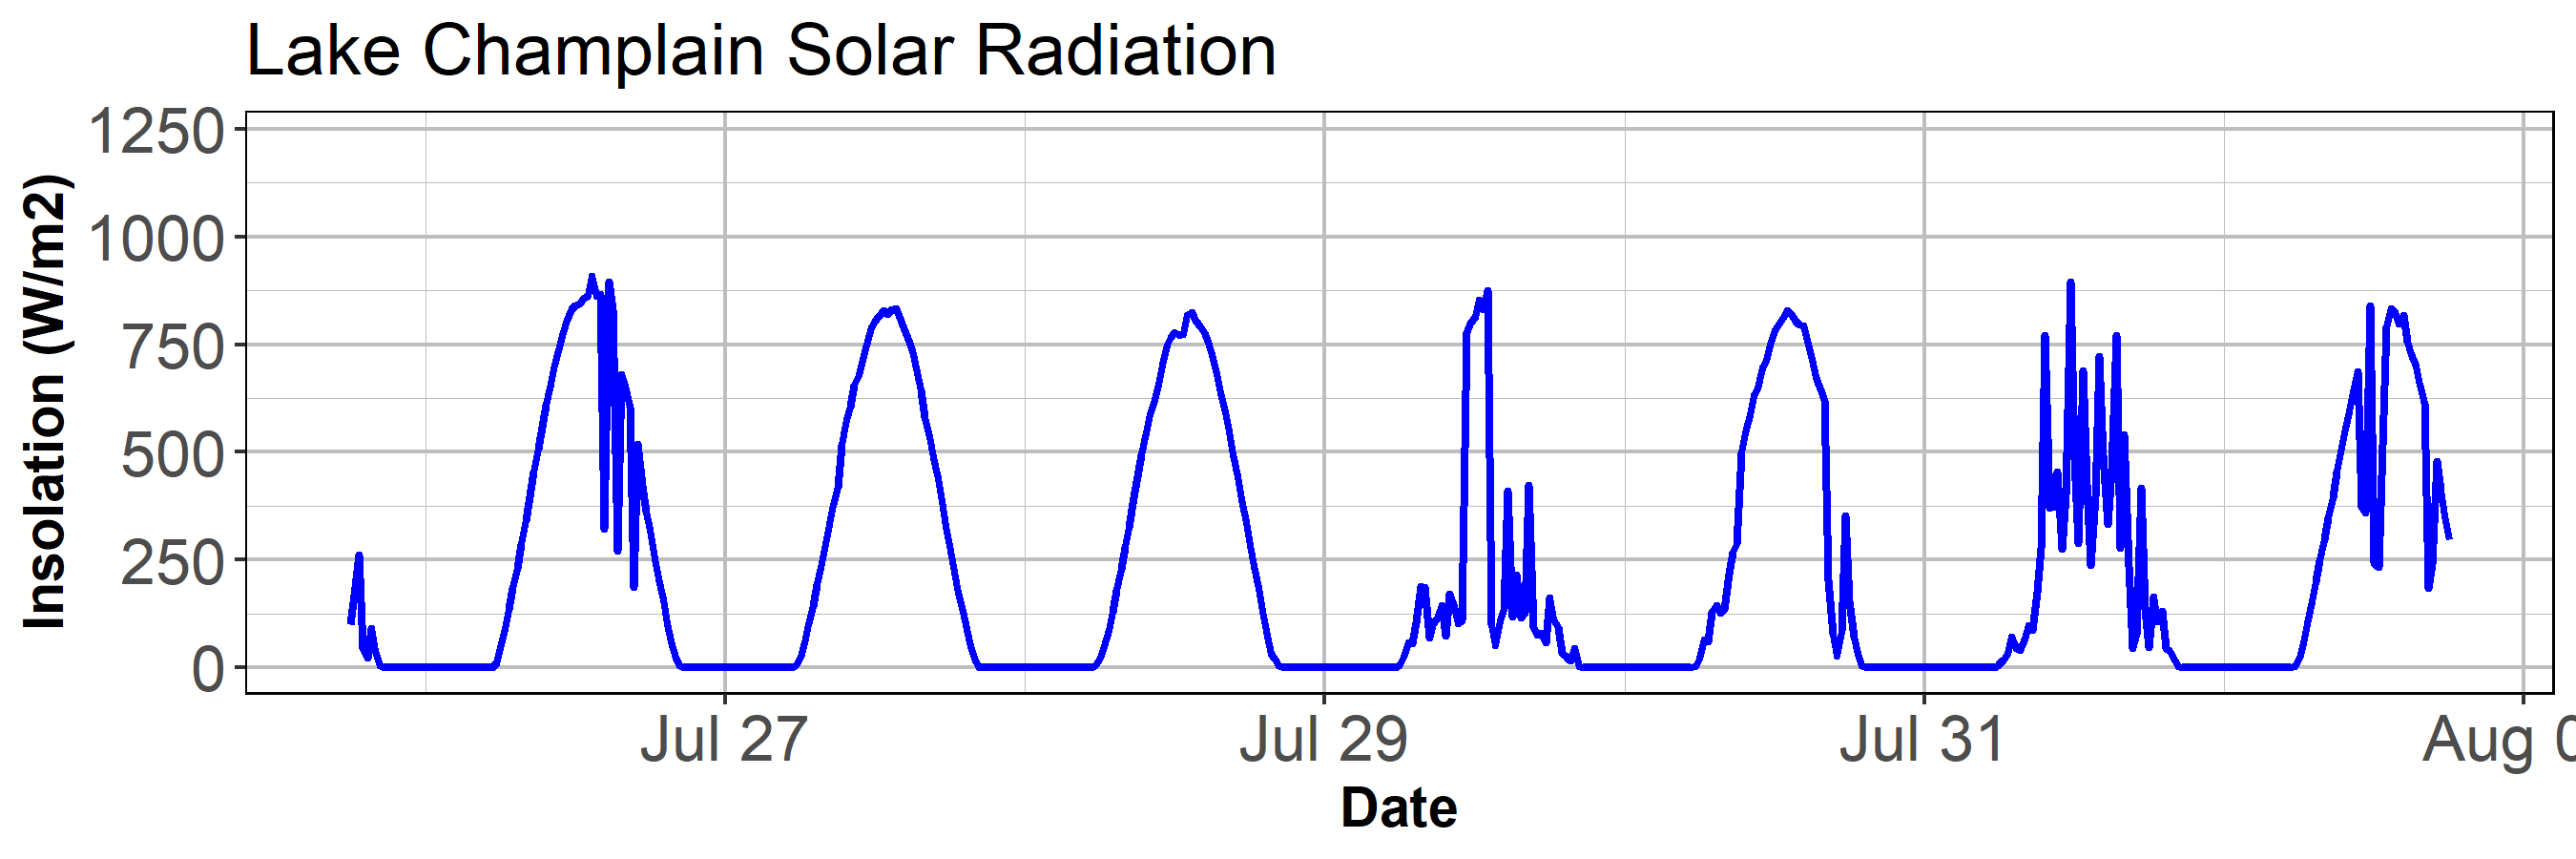 Lake Champlain Solar Radiation
Insolation (W/m2)
1250
1000
750
500
250
0
Jul 27 Jul 29 Jul 31 Aug
Date